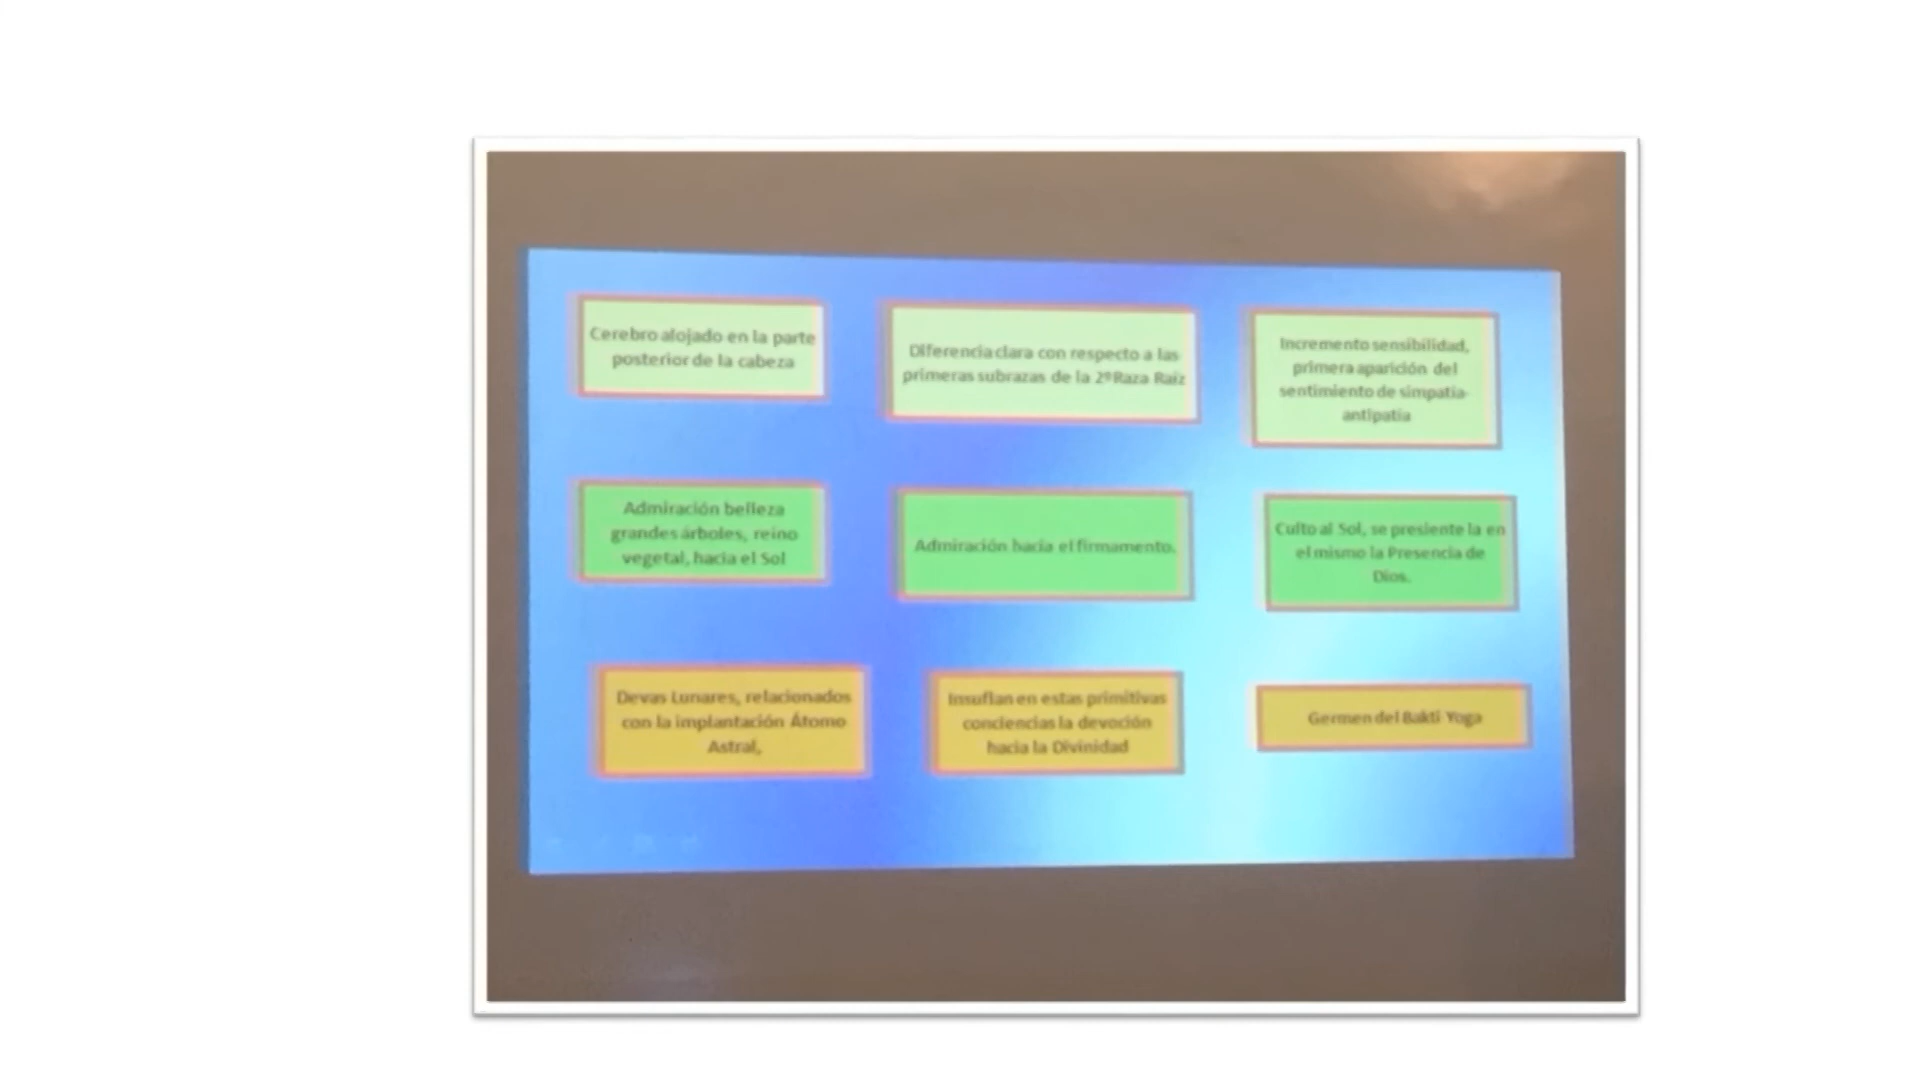 Cerebro alojado en la parte
posterior de la cabeza
Diferencia clara con respecto a las
primeras subrazas de la 2ª Raza Raíz
Incremento sensibilidad,
primera aparición del
sentimiento de simpatía-
antipatía
Admiración belleza
grandes árboles, reino
vegetal, hacia el Sol
Admiración hacia el firmamento.
Culto al Sol, se presiente la en
el mismo la Presencia de
Dios.
Devas Lunares, relacionados
con la implantación Átomo
Astral,
Insuflan en estas primitivas
conciencias la devoción
hacia la Divinidad
Germen del Bakti Yoga